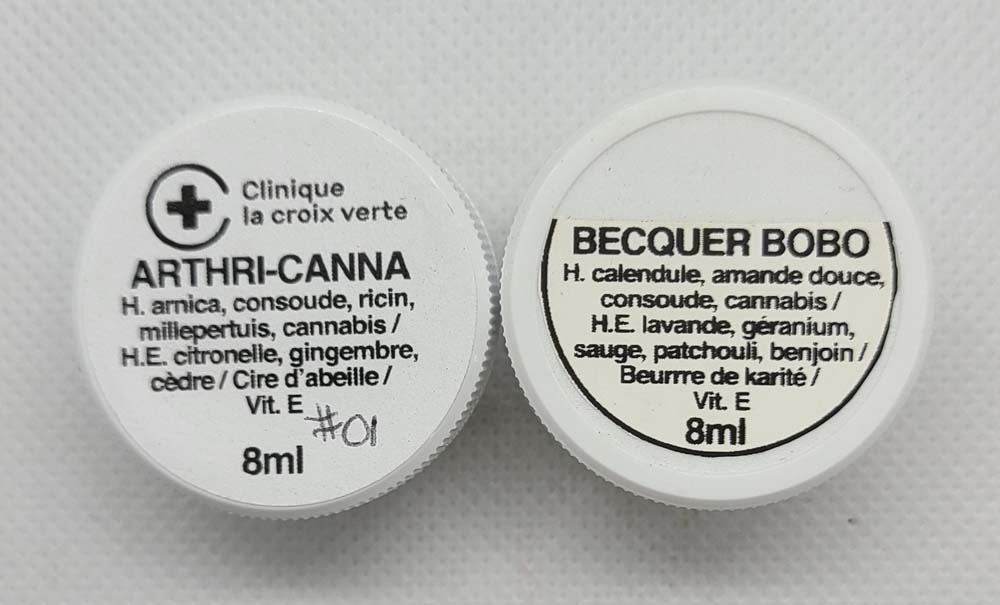 Clinique
la croix verte
ARTHRI-CANNA
H. arnica, consoude, ricin,
millepertuis, cannabis /
H.E. citronelle, gingembre,
cèdre / Cire d'abeille /
Vit. E
#01
8ml
BECQUER BOBO
H. calendule, amande douce,
consoude, cannabis /
H.E. lavande, géranium,
sauge, patchouli, benjoin /
Beurrre de karité /
Vit. E
8ml